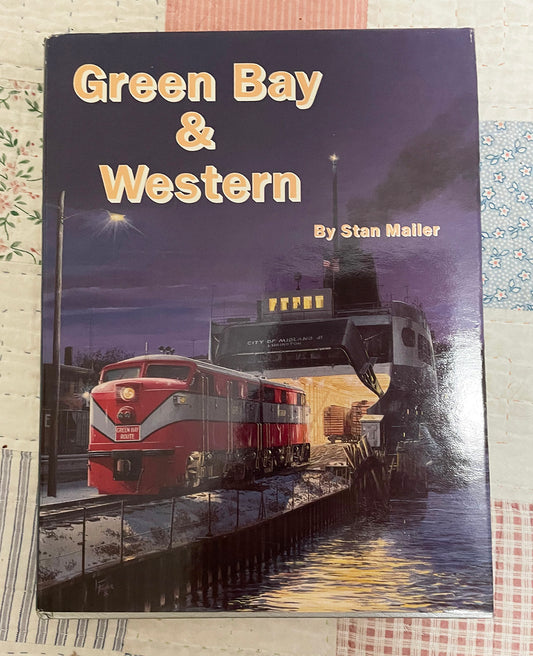 Green Bay
&
Western
By Stan Mailer
CITY OF MIDLAND 41
LUDINGTON
GREEN BAY
ROUTE